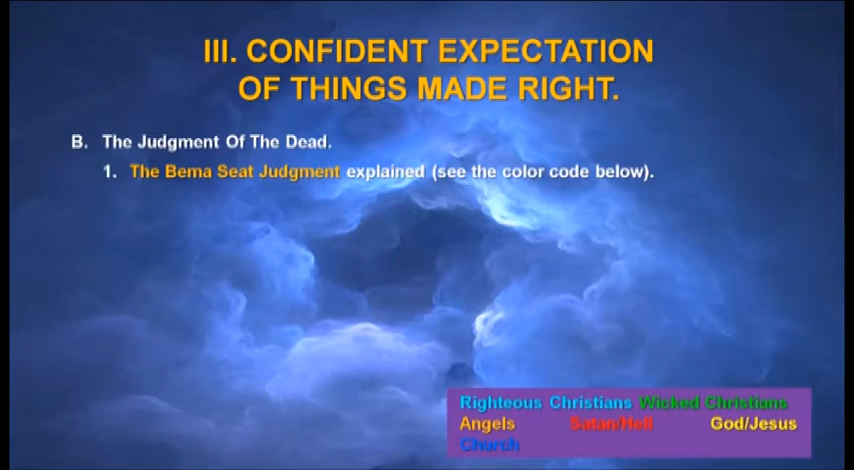 III. CONFIDENT EXPECTATION
OF THINGS MADE RIGHT.
B. The Judgment Of The Dead.
1. The Bema Seat Judgment explained (see the color code below).
Righteous Christians Wicked Christians
Angels Satan/Hell God/Jesus
Church